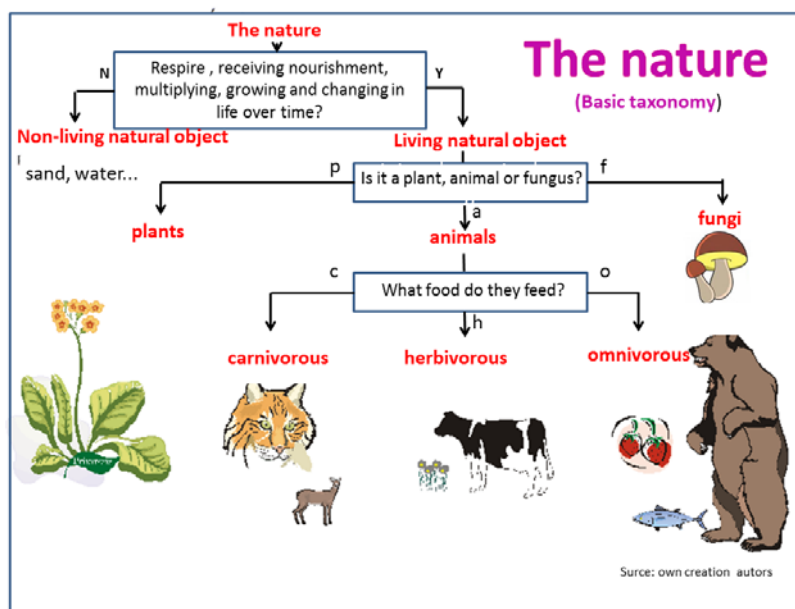 The nature
The nature
(Basic taxonomy)
N
Respire , receiving nourishment,
multiplying, growing and changing in
life over time?
Y
Non-living natural object
Living natural object
sand, water...
p
Is it a plant, animal or fungus?
f
a
plants
animals
fungi
c
What food do they feed?
o
h
carnivorous
herbivorous
omnivorous
Surce: own creation autors